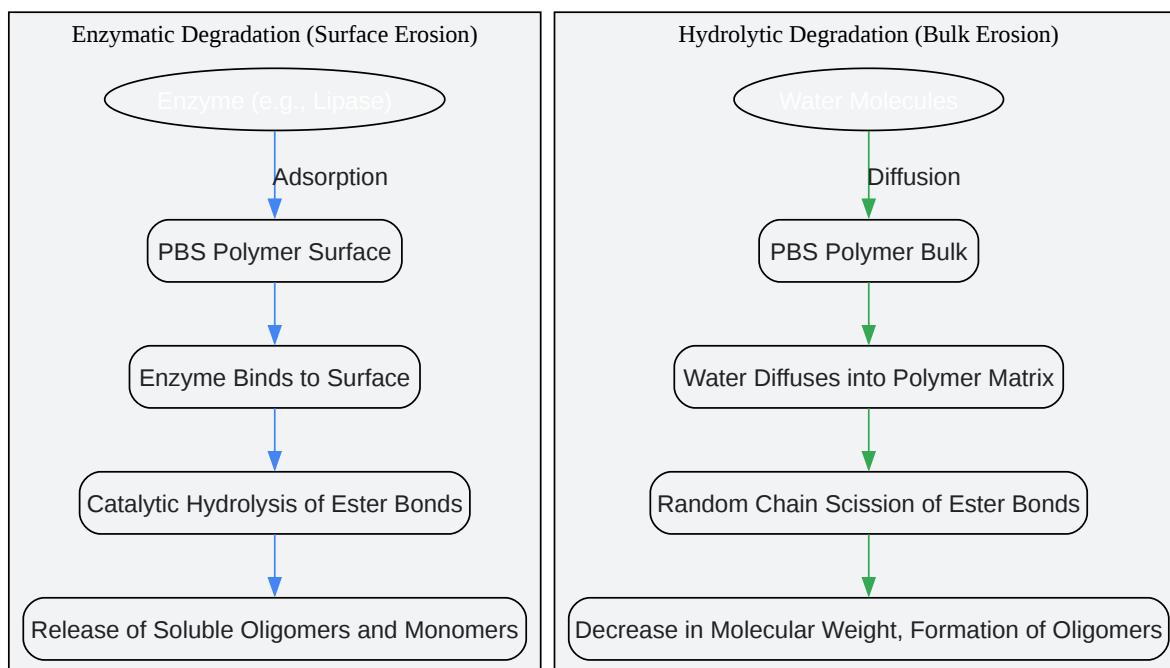 Enzymatic Degradation (Surface Erosion)
Enzyme (e.g., Lipase)
Adsorption
PBS Polymer Surface
Enzyme Binds to Surface
Catalytic Hydrolysis of Ester Bonds
Release of Soluble Oligomers and Monomers
Hydrolytic Degradation (Bulk Erosion)
Water Molecules
Diffusion
PBS Polymer Bulk
Water Diffuses into Polymer Matrix
Random Chain Scission of Ester Bonds
Decrease in Molecular Weight, Formation of Oligomers